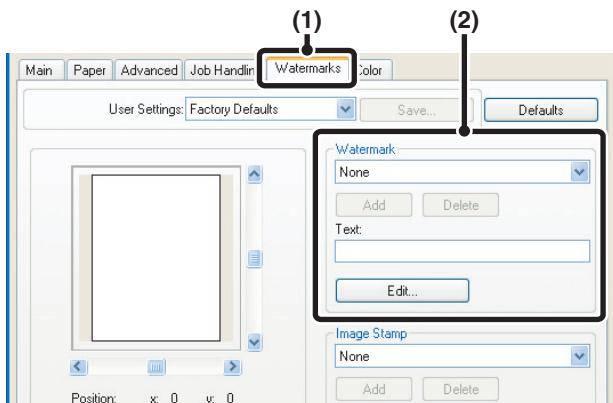 (1) (2)
Main Paper Advanced Job Handlin Watermarks Color
User Settings: Factory Defaults Save... Defaults
Watermark
None
Add Delete
Text:
Edit...
Image Stamp
None
Add Delete
Position: x: 0 y: 0